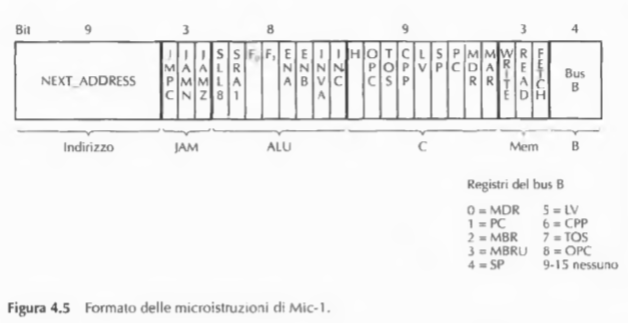 Bit 9 3 8 9 3 4
NEXT_ADDRESS JMPC JAMN JAMZ SLL8 SRA1 F₀ F₁ ENA ENB INVA INC H OPC TOS CPP LV SP PC MDR MAR WRITE READ FETCH Bus B
Indirizzo JAM ALU C Mem B
Registri del bus B
0 = MDR 5 = LV
1 = PC 6 = CPP
2 = MBR 7 = TOS
3 = MBRU 8 = OPC
4 = SP 9-15 nessuno
Figura 4.5 Formato delle microistruzioni di Mic-1.